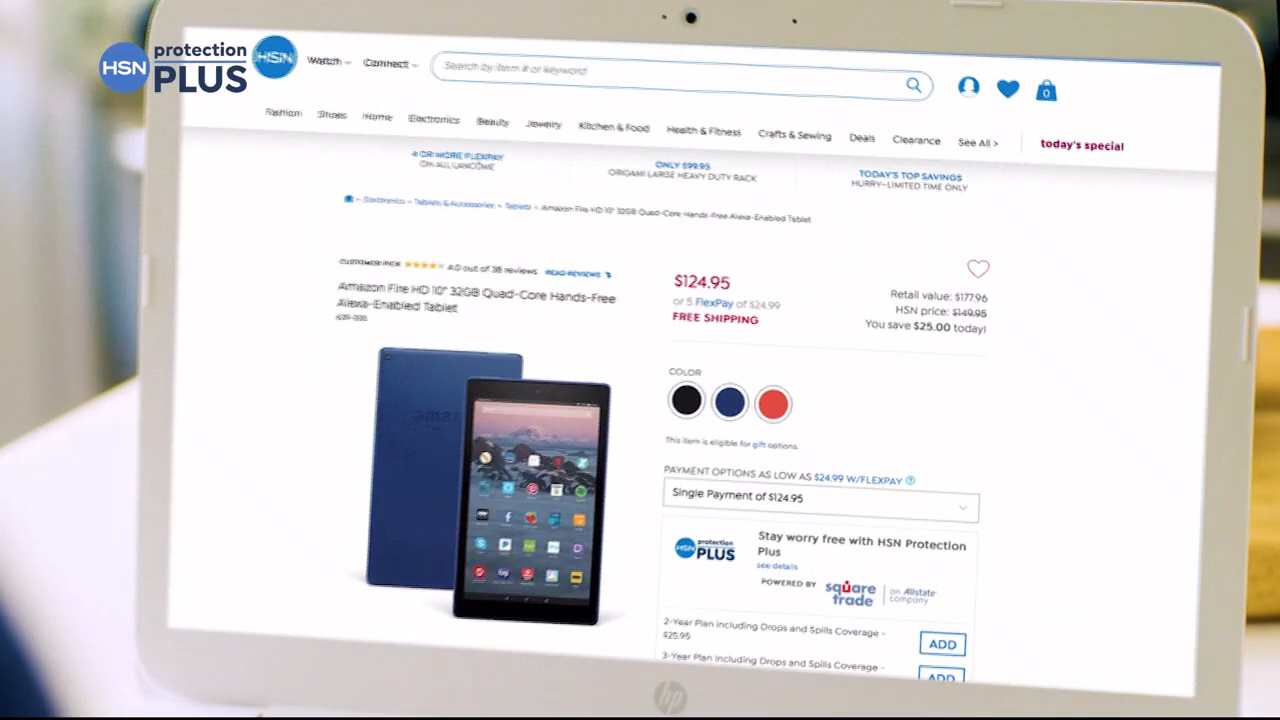 HSN protection PLUS
HSN Watch Connect Search by item # or keyword 0
Fashion Shoes Home Electronics Beauty Jewelry Kitchen & Food Health & Fitness Crafts & Sewing Deals Clearance See All > today's special
4 OR MORE FLEXPAY
ON ALL LANCOME
ONLY $99.95
ORIGAMI LARGE HEAVY DUTY RACK
TODAY'S TOP SAVINGS
HURRY–LIMITED TIME ONLY
Electronics Tablets & Accessories Tablets Amazon Fire HD 10" 32GB Quad-Core Hands-Free Alexa-Enabled Tablet
CUSTOMER PICK 4.0 out of 38 reviews READ REVIEWS
Amazon Fire HD 10" 32GB Quad-Core Hands-Free
Alexa-Enabled Tablet
$124.95
or 5 FlexPay of $24.99
FREE SHIPPING
Retail value: $177.96
HSN price: $149.95
You save $25.00 today!
COLOR
This item is eligible for gift options.
PAYMENT OPTIONS AS LOW AS $24.99 W/FLEXPAY ?
Single Payment of $124.95
HSN protection PLUS
Stay worry free with HSN Protection
Plus
see details
POWERED BY square trade | an Allstate company
2-Year Plan including Drops and Spills Coverage -
$25.95
ADD
3-Year Plan including Drops and Spills Coverage -
ADD
hp